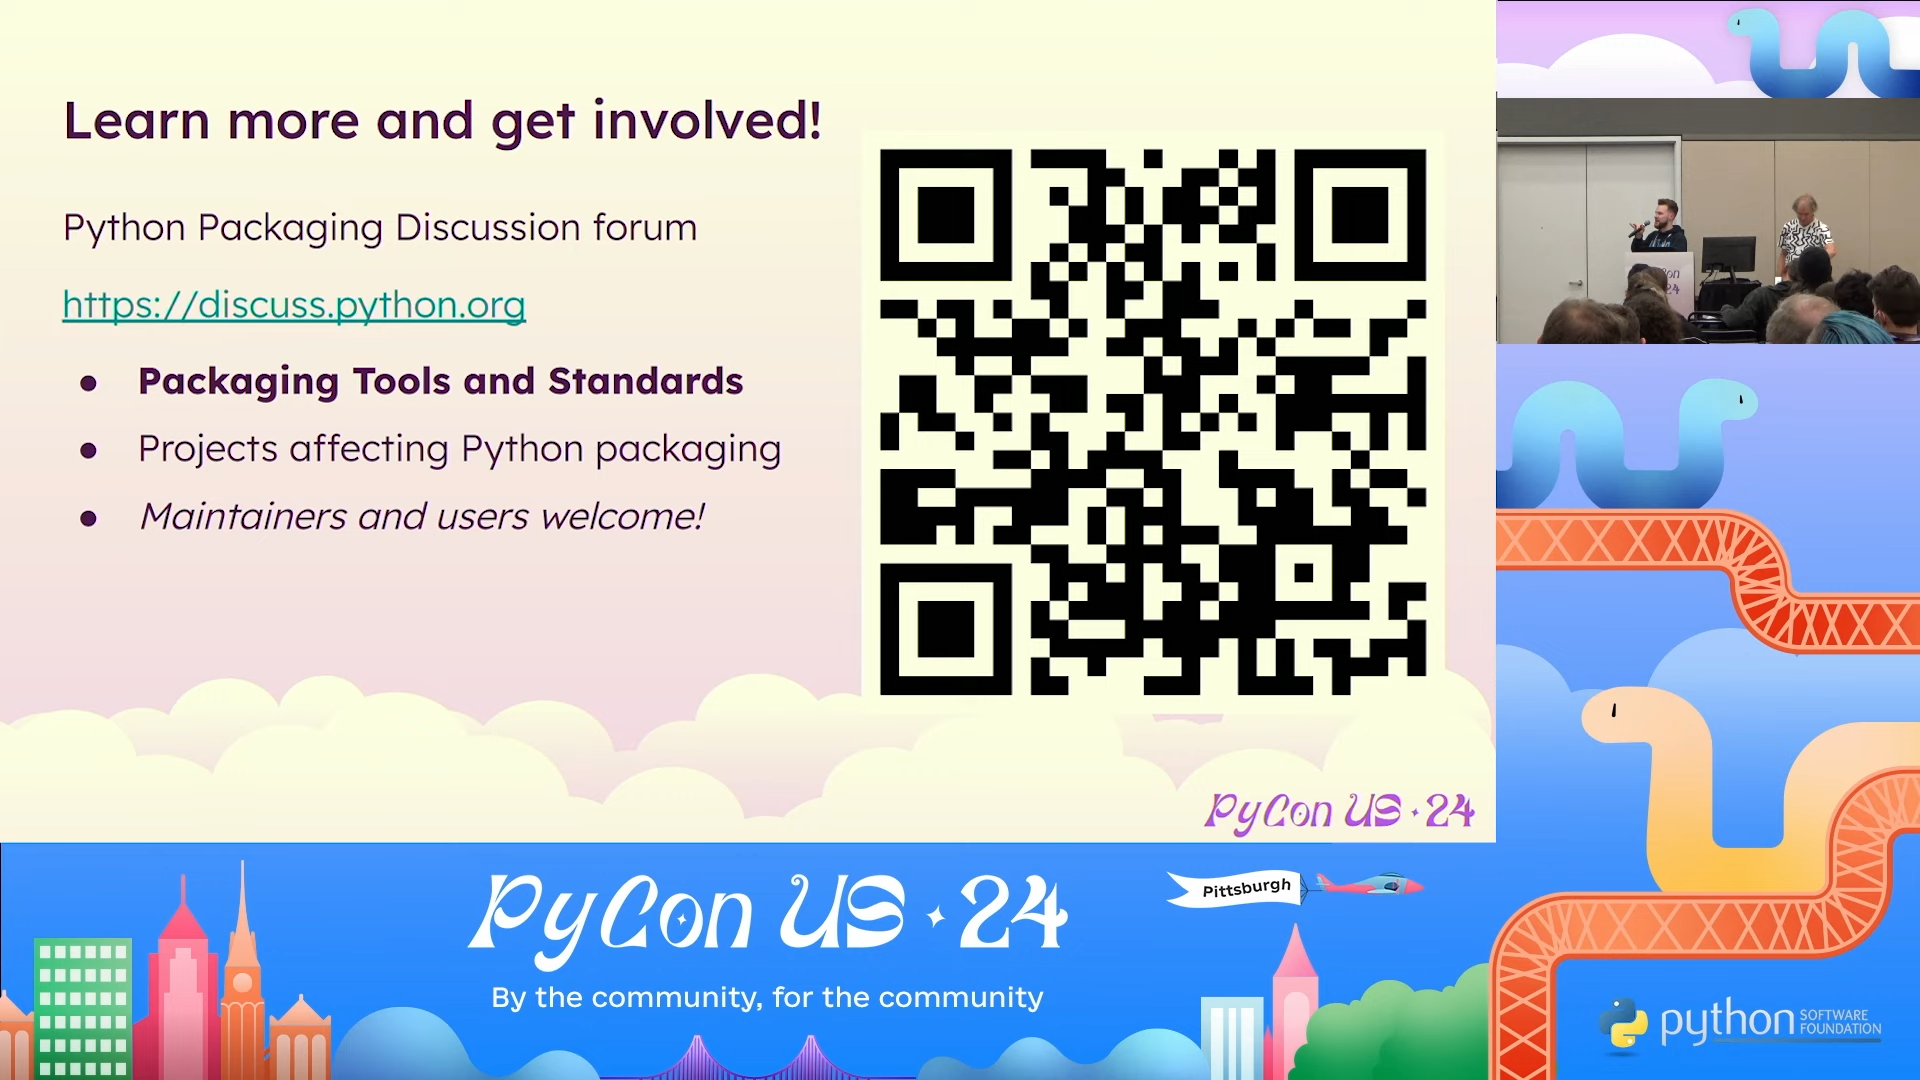 Learn more and get involved!
Python Packaging Discussion forum
https://discuss.python.org
● Packaging Tools and Standards
● Projects affecting Python packaging
● Maintainers and users welcome!
PyCon US · 24
PyCon US · 24
By the community, for the community
Pittsburgh
python
SOFTWARE
FOUNDATION